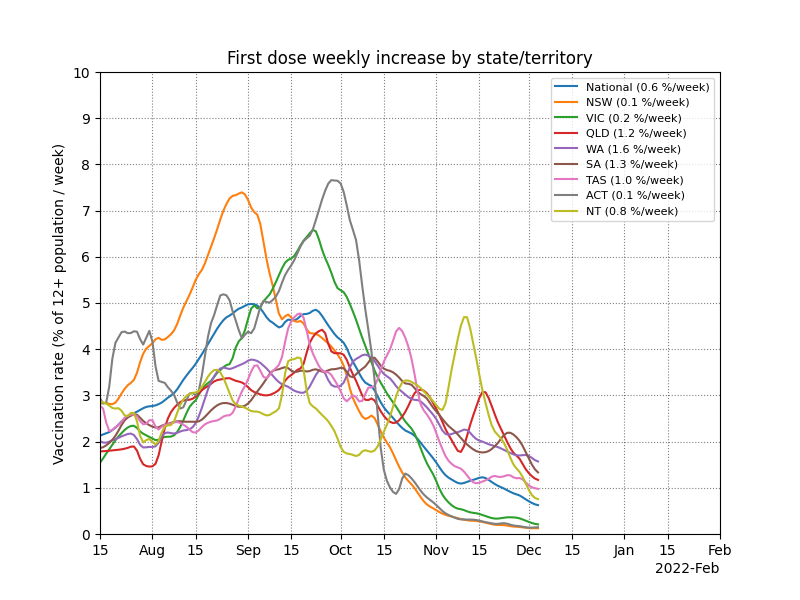 First dose weekly increase by state/territory
Vaccination rate (% of 12+ population / week)
10
9
8
7
6
5
4
3
2
1
0
National (0.6 %/week)
NSW (0.1 %/week)
VIC (0.2 %/week)
QLD (1.2 %/week)
WA (1.6 %/week)
SA (1.3 %/week)
TAS (1.0 %/week)
ACT (0.1 %/week)
NT (0.8 %/week)
15 Aug 15 Sep 15 Oct 15 Nov 15 Dec 15 Jan 15 Feb
2022-Feb